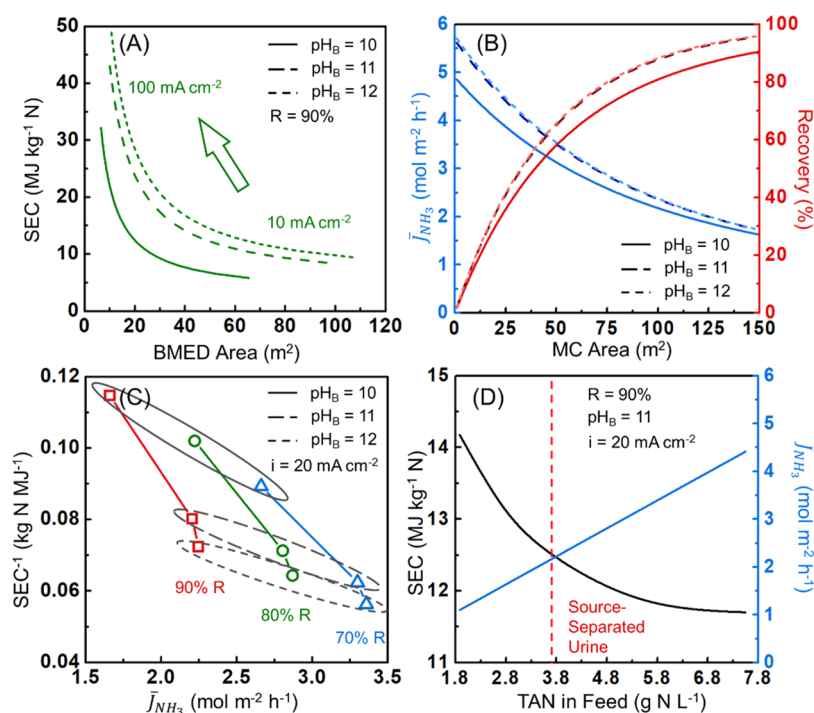 (A)
pH_B = 10
pH_B = 11
pH_B = 12
R = 90%
100 mA cm⁻²
10 mA cm⁻²
50
40
30
20
10
0
SEC (MJ kg⁻¹ N)
0 20 40 60 80 100 120
BMED Area (m²)
(B)
6
5
4
3
2
1
0
J̄_NH₃ (mol m⁻² h⁻¹)
100
80
60
40
20
0
Recovery (%)
pH_B = 10
pH_B = 11
pH_B = 12
0 25 50 75 100 125 150
MC Area (m²)
(C)
pH_B = 10
pH_B = 11
pH_B = 12
i = 20 mA cm⁻²
0.12
0.10
0.08
0.06
0.04
SEC⁻¹ (kg N MJ⁻¹)
90% R
80% R
70% R
1.5 2.0 2.5 3.0 3.5
J̄_NH₃ (mol m⁻² h⁻¹)
(D)
R = 90%
pH_B = 11
i = 20 mA cm⁻²
15
14
13
12
11
SEC (MJ kg⁻¹ N)
6
5
4
3
2
1
0
J̄_NH₃ (mol m⁻² h⁻¹)
Source-
Separated
Urine
1.8 2.8 3.8 4.8 5.8 6.8 7.8
TAN in Feed (g N L⁻¹)